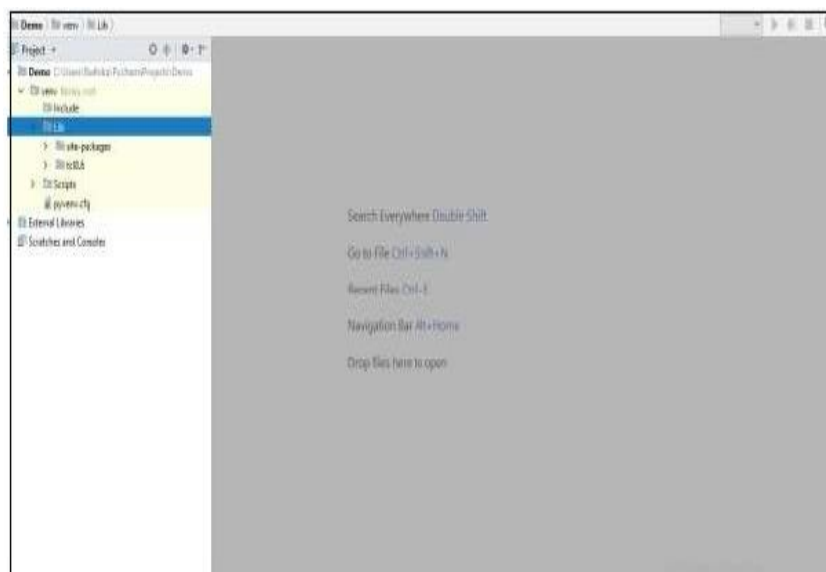 Demo venv Lib
Project
Demo
venv library root
Include
Lib
site-packages
tcl8.6
Scripts
pyvenv.cfg
External Libraries
Scratches and Consoles
Search Everywhere Double Shift
Go to File Ctrl+Shift+N
Recent Files Ctrl+E
Navigation Bar Alt+Home
Drop files here to open